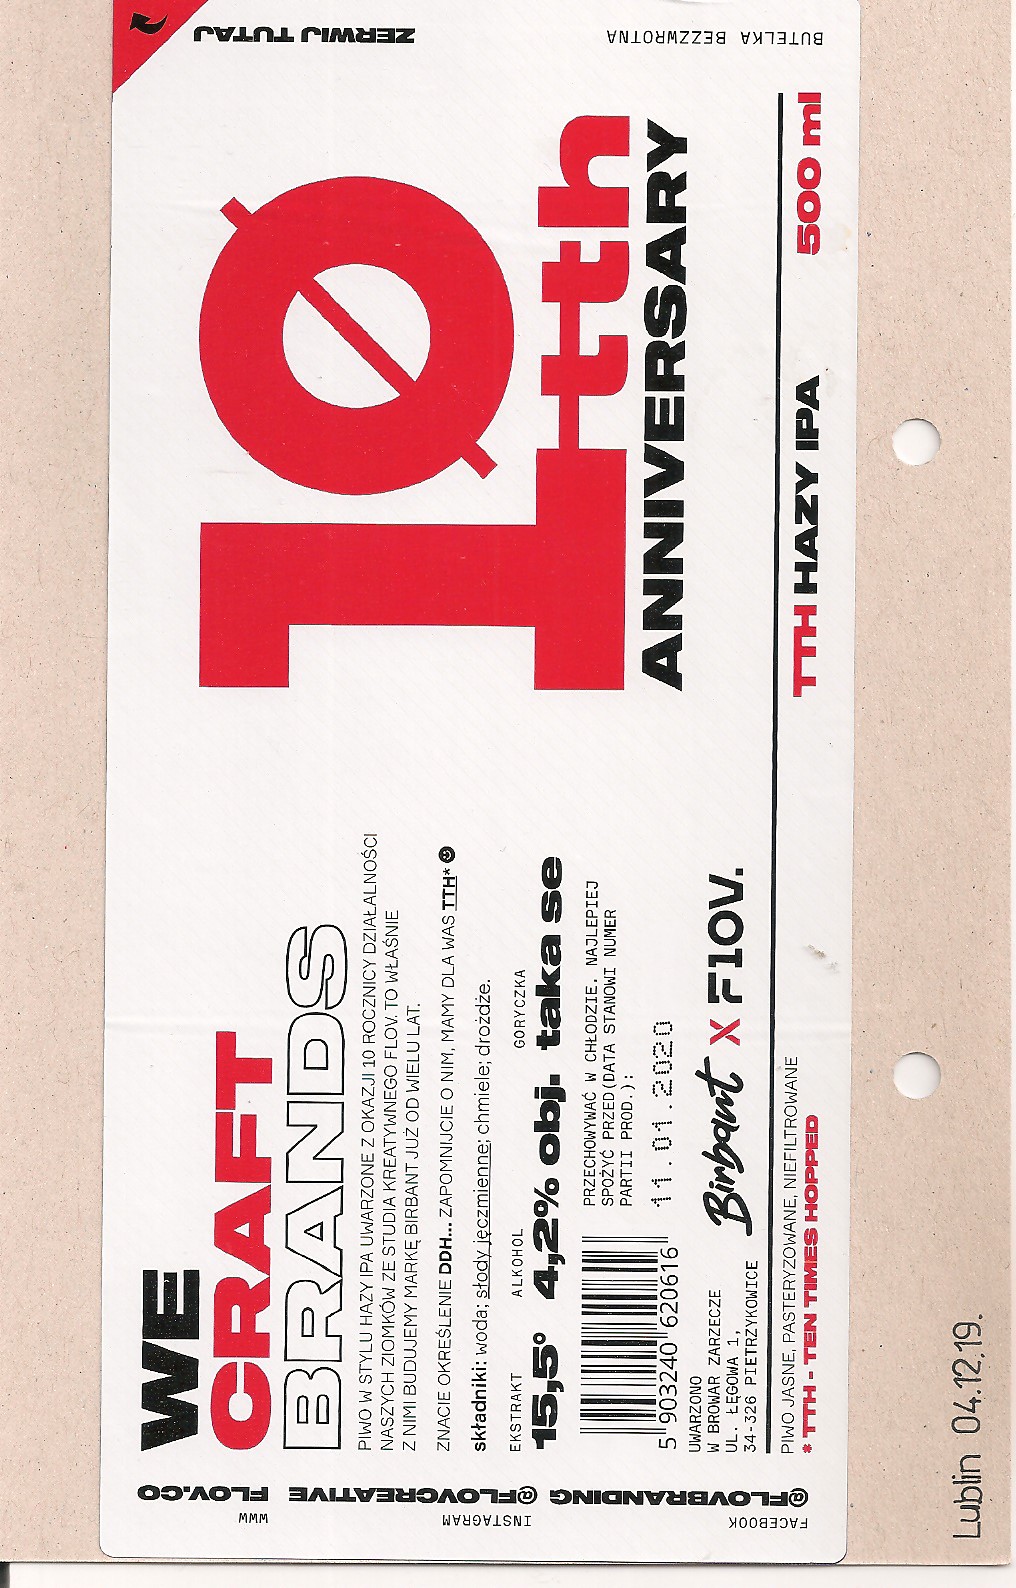 WE
CRAFT
BRANDS
PIWO W STYLU HAZY IPA UWARZONE Z OKAZJI 10 ROCZNICY DZIAŁALNOŚCI
NASZYCH ZIOMKÓW ZE STUDIA KREATYWNEGO FLOV. TO WŁAŚNIE
Z NIMI BUDUJEMY MARKĘ BIRBANT JUŻ OD WIELU LAT.
ZNACIE OKREŚLENIE DDH... ZAPOMNIJCIE O NIM, MAMY DLA WAS TTH*
składniki: woda; słody jęczmienne; chmiele; drożdże.
EKSTRAKT ALKOHOL GORYCZKA
15,5° 4,2% obj. taka se
PRZECHOWYWAĆ W CHŁODZIE. NAJLEPIEJ
SPOŻYĆ PRZED(DATA STANOWI NUMER
PARTII PROD.):
11.01.2020
5 903240 620616
UWARZONO
W BROWAR ZARZECZE
UL. ŁĘGOWA 1,
34-326 PIETRZYKOWICE
Birbant X F1OV.
PIWO JASNE, PASTERYZOWANE, NIEFILTROWANE
* TTH - TEN TIMES HOPPED
10tth
ANNIVERSARY
TTH HAZY IPA 500 ml
ZERWIJ TUTAJ
BUTELKA BEZZWROTNA
WWW
FLOV.CO
INSTAGRAM
@FLOVCREATIVE
FACEBOOK
@FLOVBRANDING
Lublin 04.12.19.